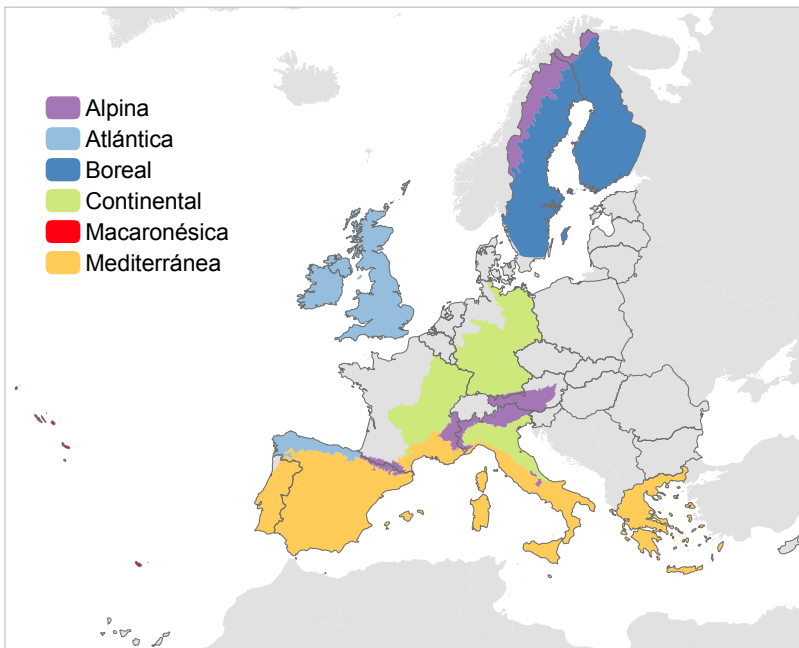 Alpina
Atlántica
Boreal
Continental
Macaronésica
Mediterránea